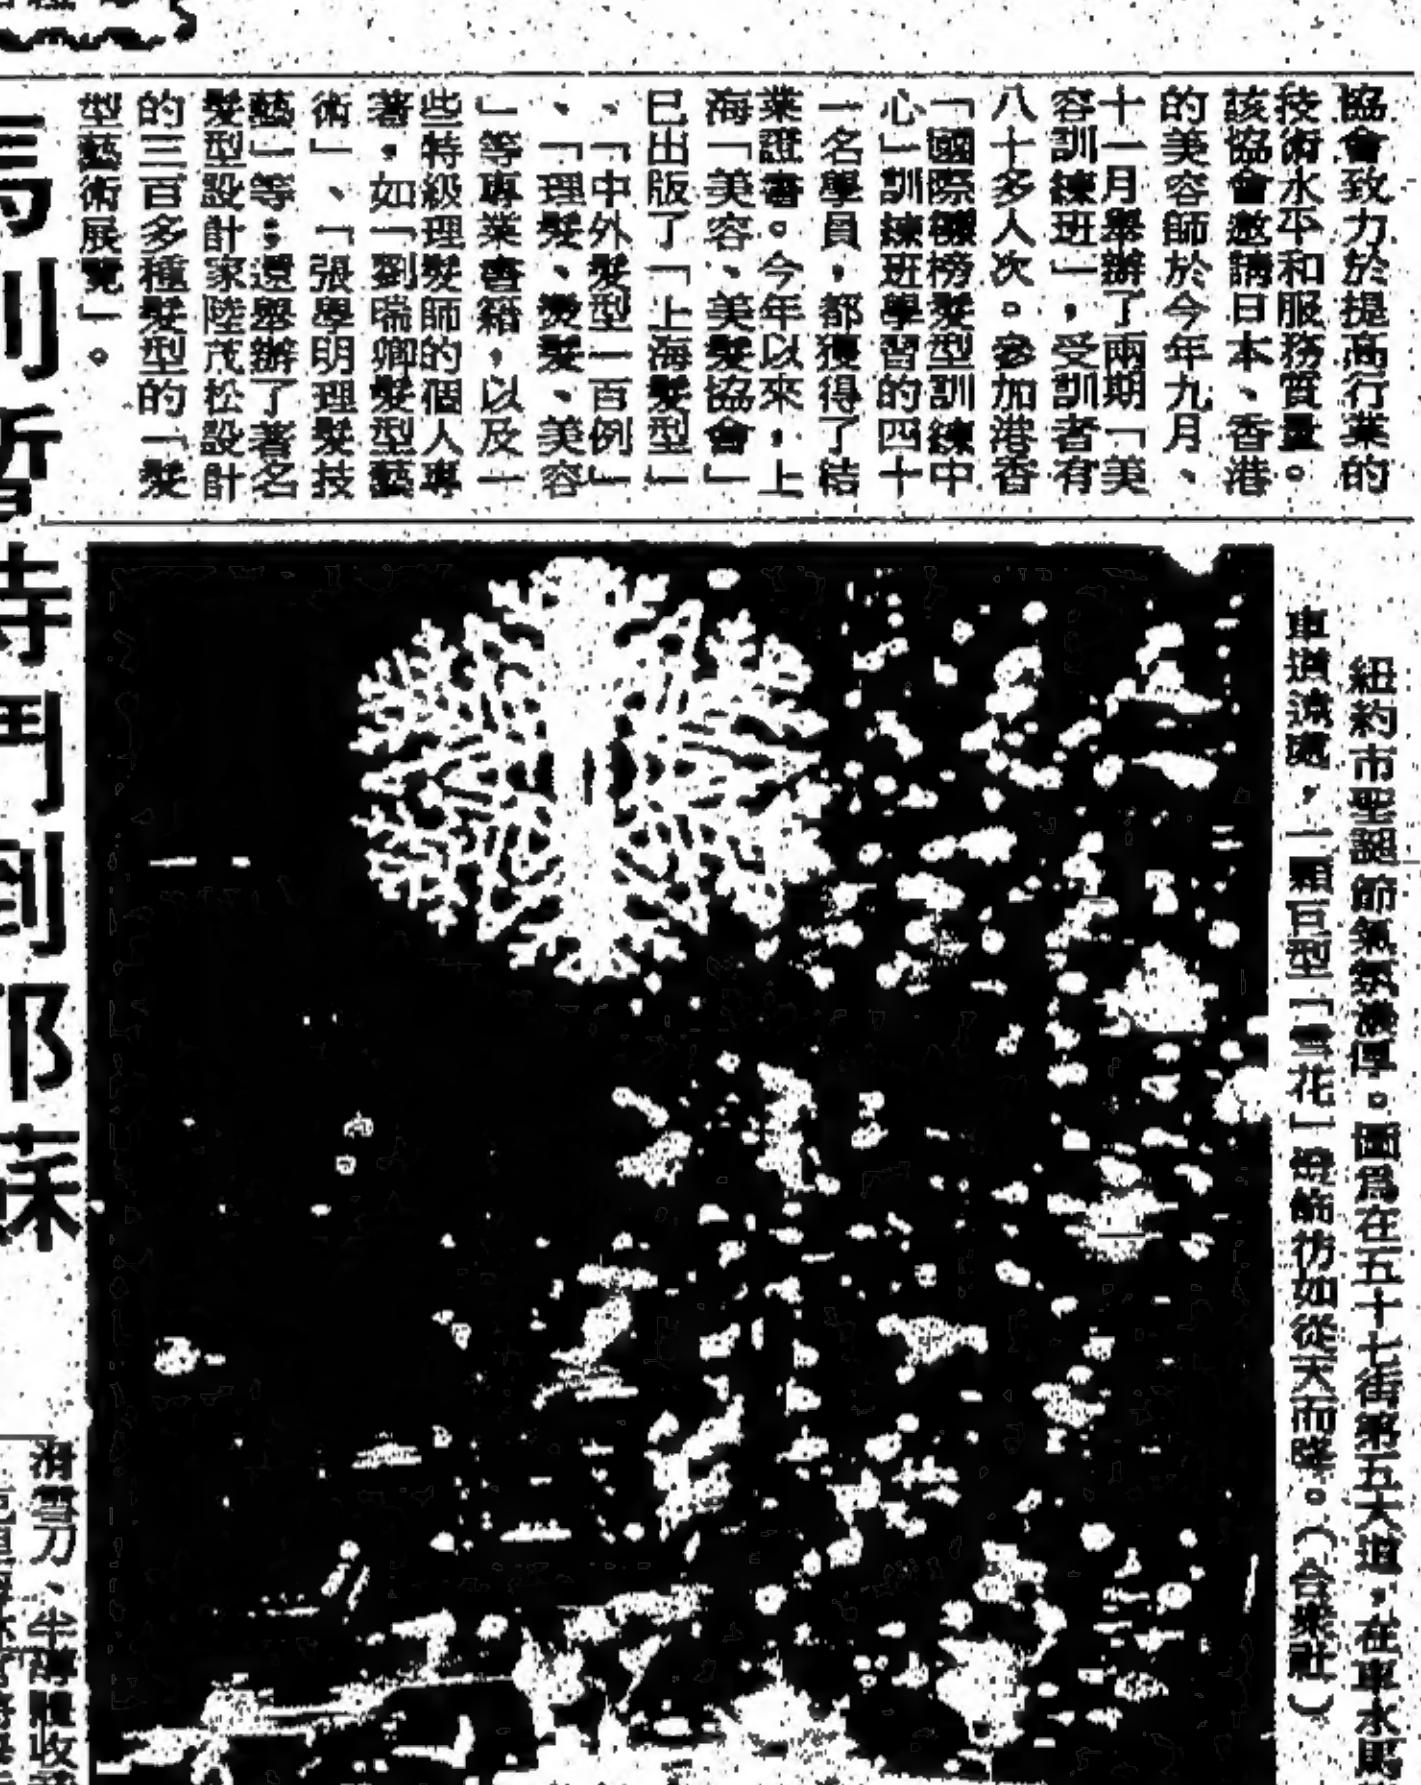 協會致力於提高行業的
技術水平和服務質量。
該協會邀請日本、香港
的美容師於今年九月、
十一月舉辦了兩期「美
容訓練班」,受訓者有
八十多人次。參加港香
「國際標榜髮型訓練中
心」訓練班學習的四十
一名學員,都獲得了結
業證書。今年以來,上
海「美容、美髮協會」
已出版了「上海髮型」
、「中外髮型一百例」
、「理髮、燙髮、美容
」等專業書籍,以及一
些特級理髮師的個人專
著,如「劉瑞卿髮型藝
術」、「張學明理髮技
藝」等;還舉辦了著名
髮型設計家陸茂松設計
的三百多種髮型的「髮
型藝術展覽」。
紐約市聖誕節氣氛濃厚。圖爲在五十七街第五大道,在車水馬
車道遠處,一顆巨型「雪花」燈飾彷如從天而降。(合衆社)
滑雪刀、半